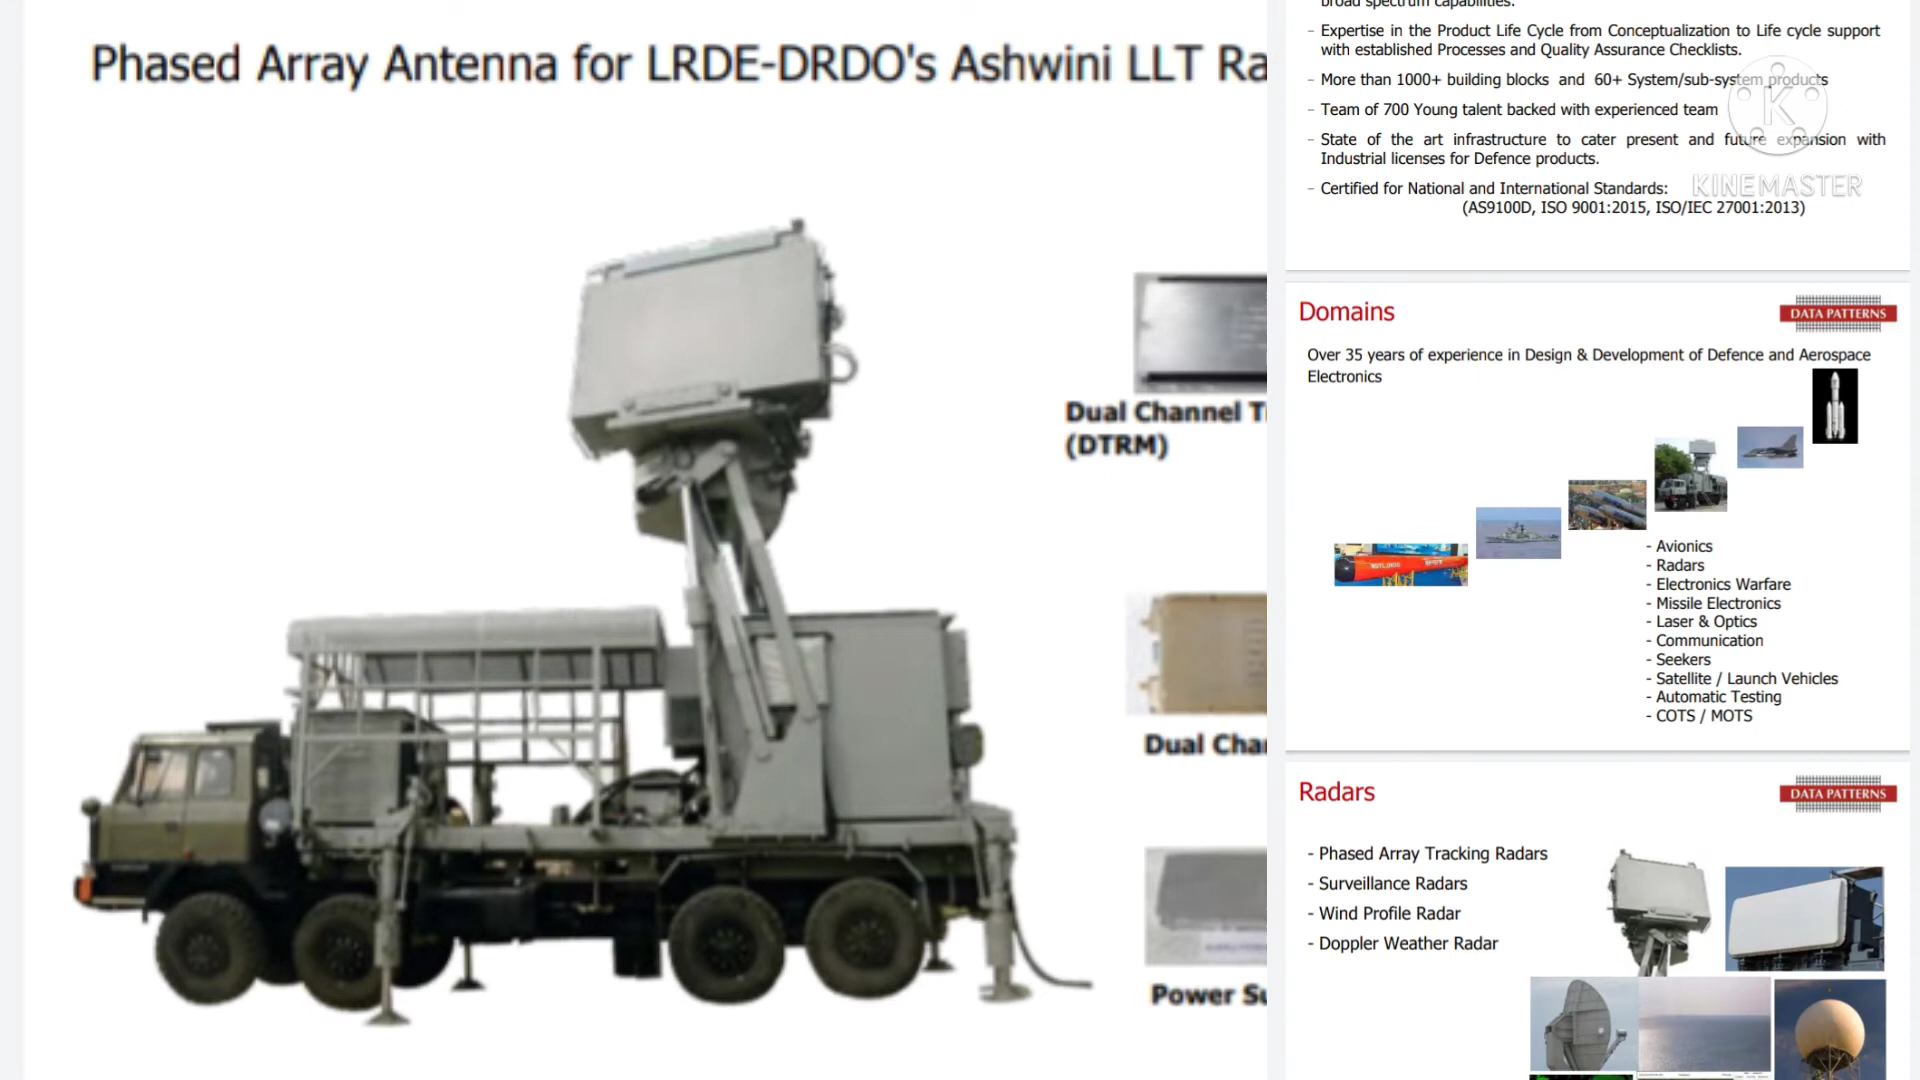 Phased Array Antenna for LRDE-DRDO's Ashwini LLT Ra
Dual Channel T
(DTRM)
Dual Cha
Power Su
broad spectrum capabilities.
- Expertise in the Product Life Cycle from Conceptualization to Life cycle support
with established Processes and Quality Assurance Checklists.
- More than 1000+ building blocks and 60+ System/sub-system products
- Team of 700 Young talent backed with experienced team
- State of the art infrastructure to cater present and future expansion with
Industrial licenses for Defence products.
- Certified for National and International Standards:
(AS9100D, ISO 9001:2015, ISO/IEC 27001:2013)
K
KINEMASTER
Domains
DATA PATTERNS
Over 35 years of experience in Design & Development of Defence and Aerospace
Electronics
- Avionics
- Radars
- Electronics Warfare
- Missile Electronics
- Laser & Optics
- Communication
- Seekers
- Satellite / Launch Vehicles
- Automatic Testing
- COTS / MOTS
Radars
DATA PATTERNS
- Phased Array Tracking Radars
- Surveillance Radars
- Wind Profile Radar
- Doppler Weather Radar